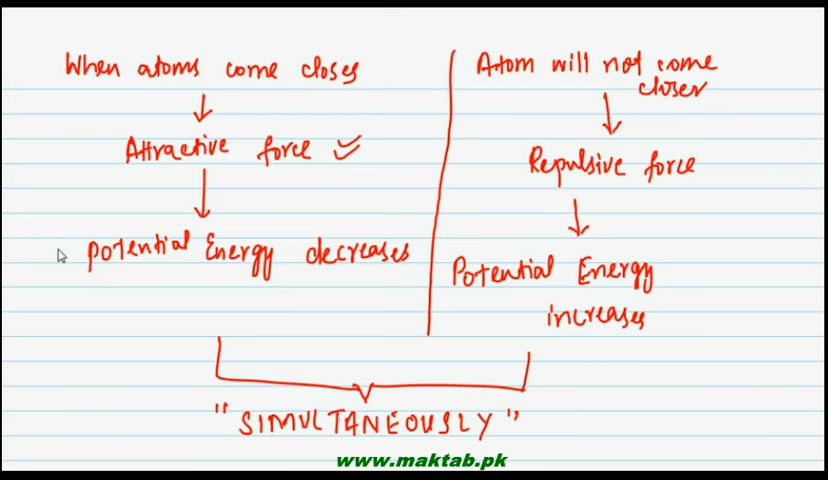 When atoms come closes
Attractive force
Potential Energy decreases
Atom will not come
closer
Repulsive force
Potential Energy
increases
"SIMULTANEOUSLY"
www.maktab.pk